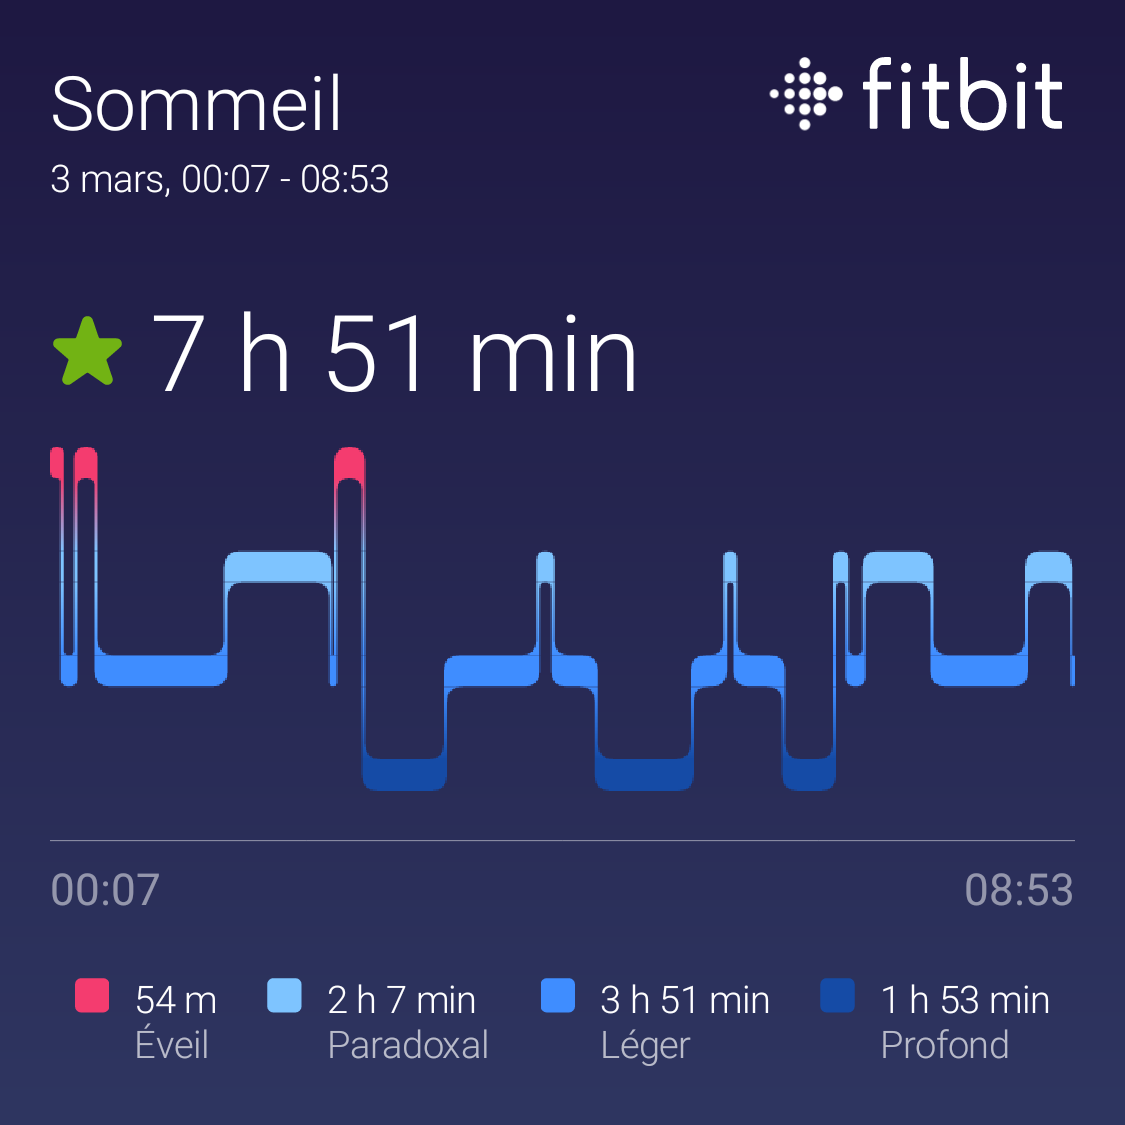 Sommeil
fitbit
3 mars, 00:07 - 08:53
7 h 51 min
00:07
08:53
54 m
Éveil
2 h 7 min
Paradoxal
3 h 51 min
Léger
1 h 53 min
Profond